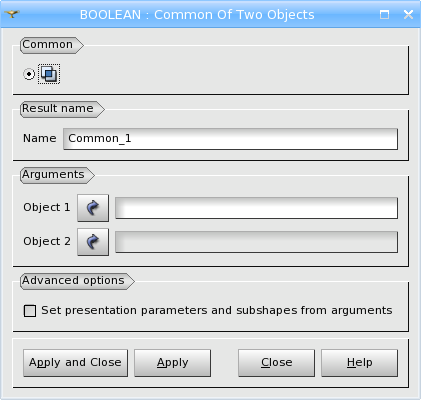 BOOLEAN : Common Of Two Objects
Common
Result name
Name Common_1
Arguments
Object 1
Object 2
Advanced options
Set presentation parameters and subshapes from arguments
Apply and Close Apply Close Help